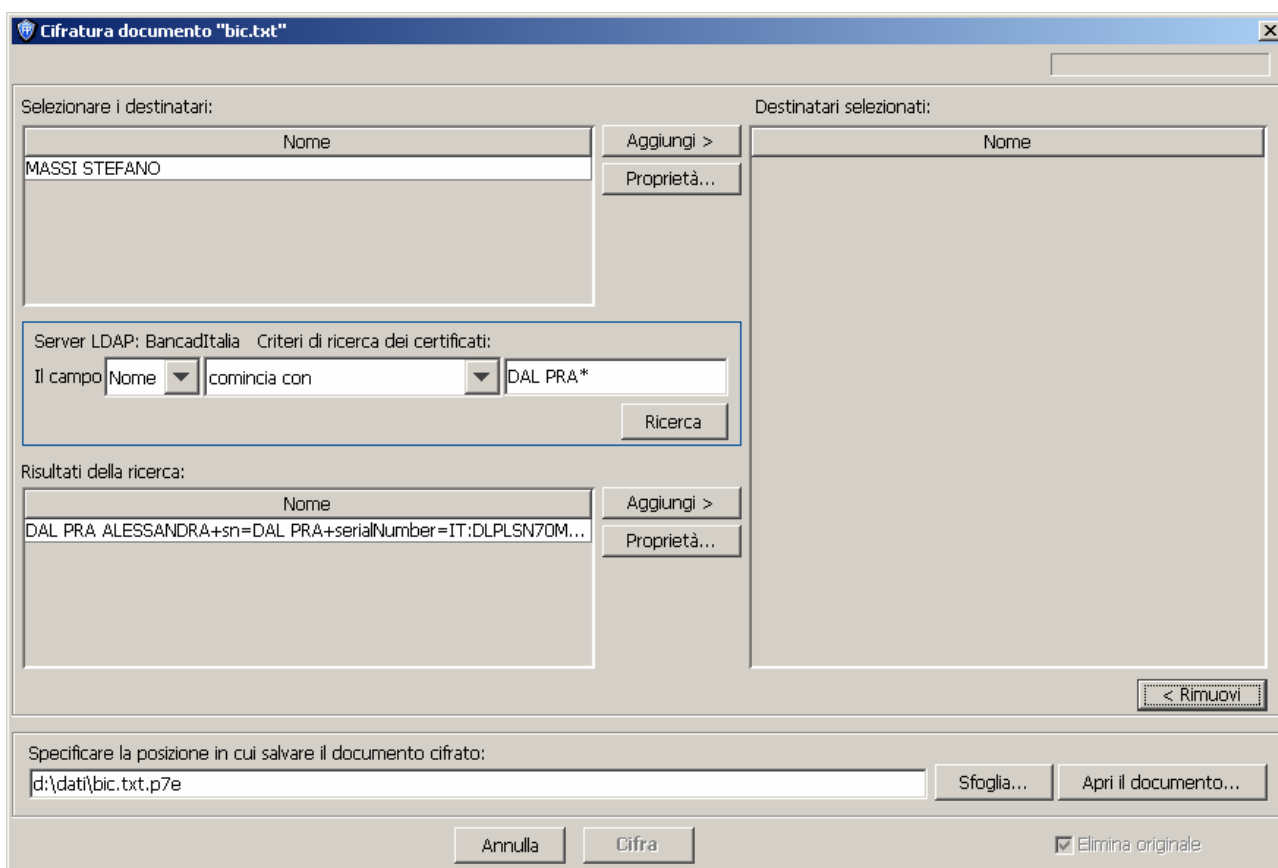 Cifratura documento "bic.txt"
Selezionare i destinatari:
Nome
MASSI STEFANO
Aggiungi >
Proprietà...
Destinatari selezionati:
Nome
Server LDAP: BancadItalia Criteri di ricerca dei certificati:
Il campo Nome comincia con DAL PRA*
Ricerca
Risultati della ricerca:
Nome
DAL PRA ALESSANDRA+sn=DAL PRA+serialNumber=IT:DLPLSN70M...
Aggiungi >
Proprietà...
< Rimuovi
Specificare la posizione in cui salvare il documento cifrato:
d:\dati\bic.txt.p7e
Sfoglia...
Apri il documento...
Annulla
Cifra
Elimina originale